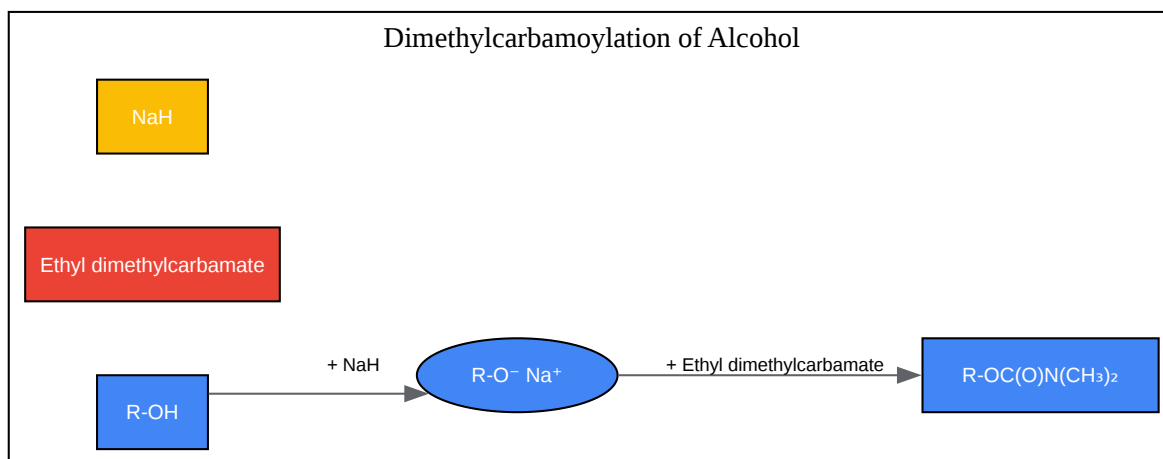 Dimethylcarbamoylation of Alcohol
NaH
Ethyl dimethylcarbamate
R-OH
+ NaH
R-O⁻ Na⁺
+ Ethyl dimethylcarbamate
R-OC(O)N(CH₃)₂